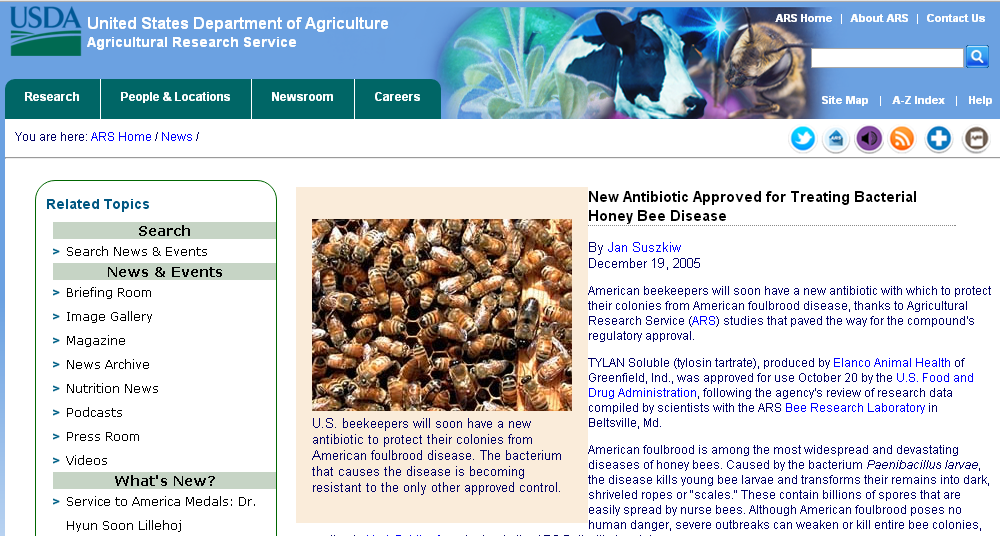 USDA
United States Department of Agriculture
Agricultural Research Service
ARS Home | About ARS | Contact Us
Research
People & Locations
Newsroom
Careers
Site Map | A-Z Index | Help
You are here: ARS Home / News /
Related Topics
Search
> Search News & Events
News & Events
> Briefing Room
> Image Gallery
> Magazine
> News Archive
> Nutrition News
> Podcasts
> Press Room
> Videos
What's New?
> Service to America Medals: Dr.
Hyun Soon Lillehoj
U.S. beekeepers will soon have a new
antibiotic to protect their colonies from
American foulbrood disease. The bacterium
that causes the disease is becoming
resistant to the only other approved control.
New Antibiotic Approved for Treating Bacterial
Honey Bee Disease
By Jan Suszkiw
December 19, 2005
American beekeepers will soon have a new antibiotic with which to protect
their colonies from American foulbrood disease, thanks to Agricultural
Research Service (ARS) studies that paved the way for the compound's
regulatory approval.
TYLAN Soluble (tylosin tartrate), produced by Elanco Animal Health of
Greenfield, Ind., was approved for use October 20 by the U.S. Food and
Drug Administration, following the agency's review of research data
compiled by scientists with the ARS Bee Research Laboratory in
Beltsville, Md.
American foulbrood is among the most widespread and devastating
diseases of honey bees. Caused by the bacterium Paenibacillus larvae,
the disease kills young bee larvae and transforms their remains into dark,
shriveled ropes or "scales." These contain billions of spores that are
easily spread by nurse bees. Although American foulbrood poses no
human danger, severe outbreaks can weaken or kill entire bee colonies,